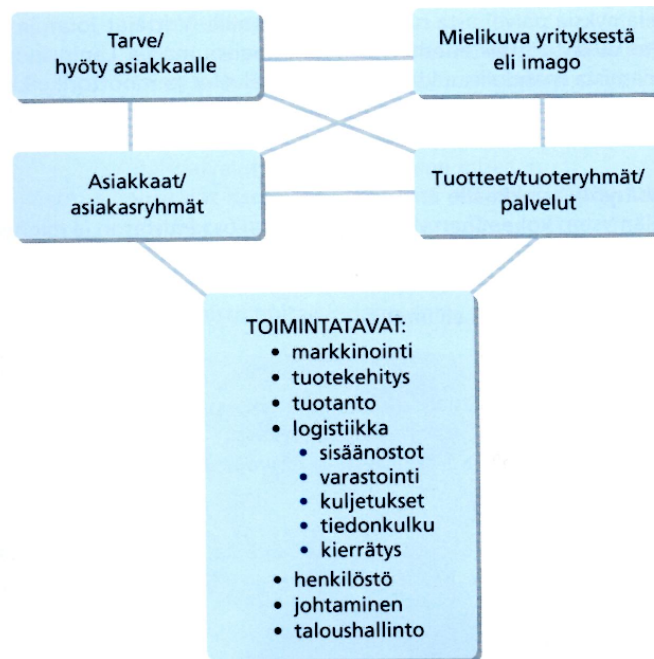 Tarve/
hyöty asiakkaalle
Mielikuva yrityksestä
eli imago
Asiakkaat/
asiakasryhmät
Tuotteet/tuoteryhmät/
palvelut
TOIMINTATAVAT:
• markkinointi
• tuotekehitys
• tuotanto
• logistiikka
• sisäänostot
• varastointi
• kuljetukset
• tiedonkulku
• kierrätys
• henkilöstö
• johtaminen
• taloushallinto